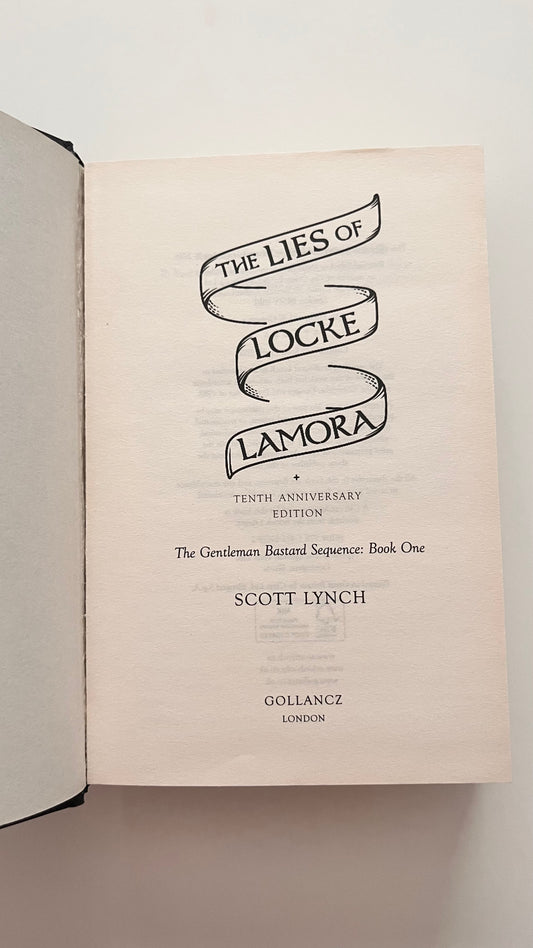 THE LIES OF
LOCKE
LAMORA
TENTH ANNIVERSARY
EDITION
The Gentleman Bastard Sequence: Book One
SCOTT LYNCH
GOLLANCZ
LONDON